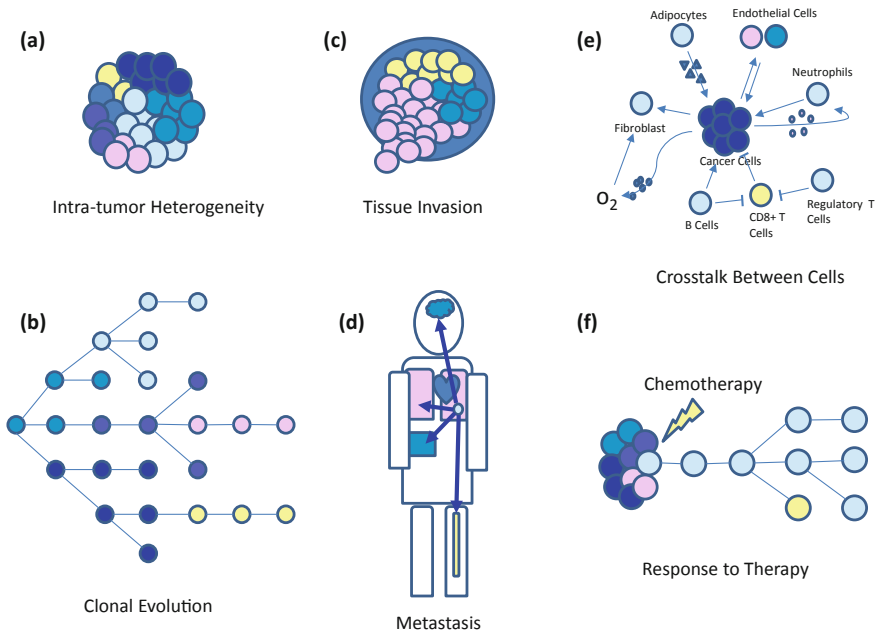 (a)
Intra-tumor Heterogeneity
(c)
Tissue Invasion
(e)
Adipocytes
Endothelial Cells
Neutrophils
Fibroblast
Cancer Cells
O2
B Cells
CD8+ T
Cells
Regulatory T
Cells
Crosstalk Between Cells
(b)
Clonal Evolution
(d)
Metastasis
(f)
Chemotherapy
Response to Therapy